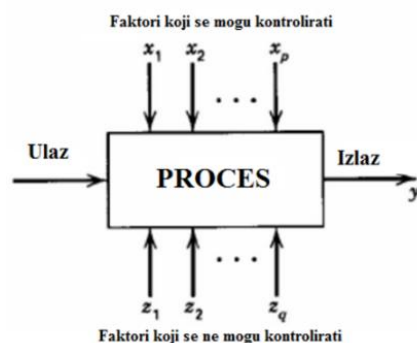 Faktori koji se mogu kontrolirati
x1 x2 ... xp
Ulaz
PROCES
Izlaz
y
z1 z2 ... zq
Faktori koji se ne mogu kontrolirati